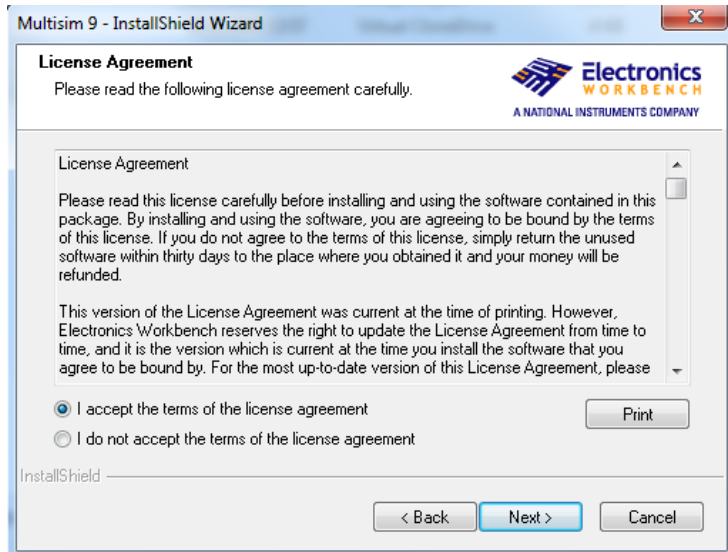 Multisim 9 - InstallShield Wizard
License Agreement
Please read the following license agreement carefully.
Electronics
WORKBENCH
A NATIONAL INSTRUMENTS COMPANY
License Agreement
Please read this license carefully before installing and using the software contained in this
package. By installing and using the software, you are agreeing to be bound by the terms
of this license. If you do not agree to the terms of this license, simply return the unused
software within thirty days to the place where you obtained it and your money will be
refunded.
This version of the License Agreement was current at the time of printing. However,
Electronics Workbench reserves the right to update the License Agreement from time to
time, and it is the version which is current at the time you install the software that you
agree to be bound by. For the most up-to-date version of this License Agreement, please
I accept the terms of the license agreement
Print
I do not accept the terms of the license agreement
InstallShield
< Back
Next >
Cancel